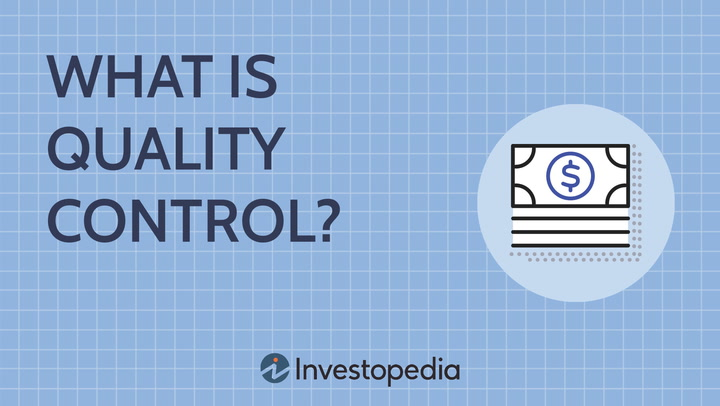 WHAT IS
QUALITY
CONTROL?
$
Investopedia